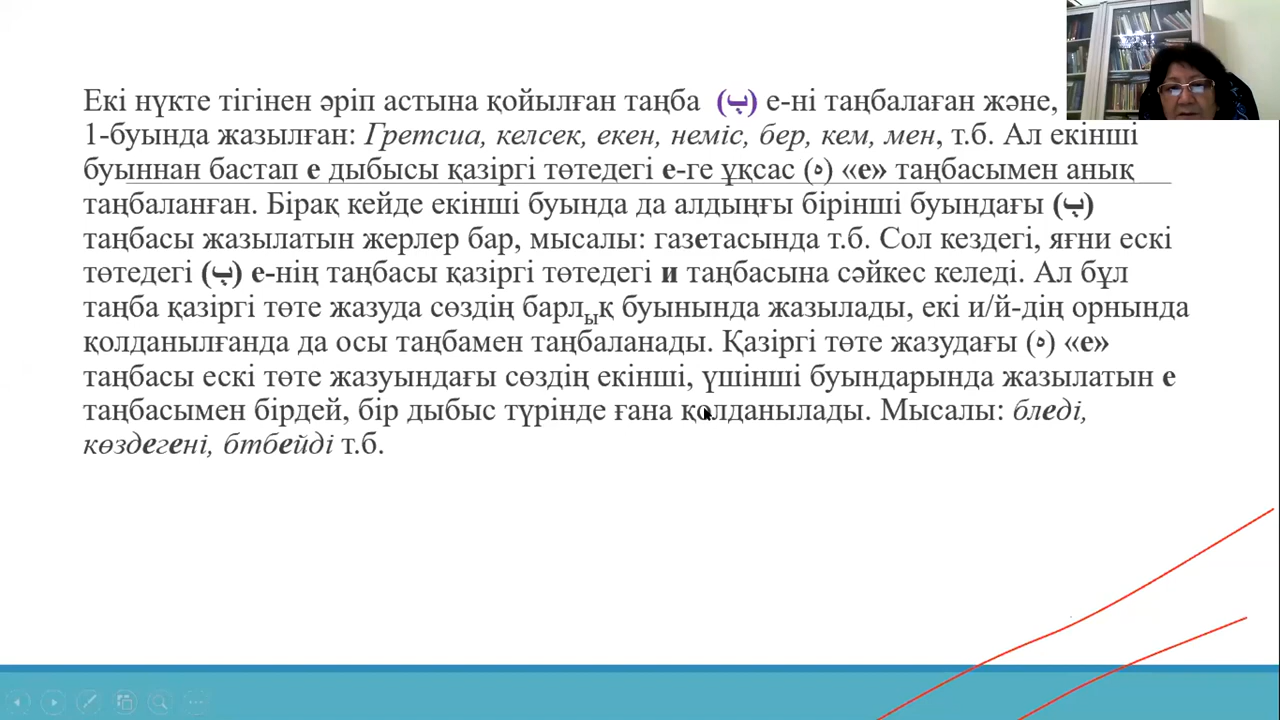 Екі нүкте тігінен әріп астына қойылған таңба (ٻ) е-ні таңбалаған және,
1-буында жазылған: Гретсиа, келсек, екен, неміс, бер, кем, мен, т.б. Ал екінші
буыннан бастап е дыбысы қазіргі төтедегі е-ге ұқсас (ە) «е» таңбасымен анық
таңбаланған. Бірақ кейде екінші буында да алдыңғы бірінші буындағы (ٻ)
таңбасы жазылатын жерлер бар, мысалы: газетасында т.б. Сол кездегі, яғни ескі
төтедегі (ٻ) е-нің таңбасы қазіргі төтедегі и таңбасына сәйкес келеді. Ал бұл
таңба қазіргі төте жазуда сөздің барлық буынында жазылады, екі и/й-дің орнында
қолданылғанда да осы таңбамен таңбаланады. Қазіргі төте жазудағы (ە) «е»
таңбасы ескі төте жазуындағы сөздің екінші, үшінші буындарында жазылатын е
таңбасымен бірдей, бір дыбыс түрінде ғана қолданылады. Мысалы: бледі,
көздегені, бтбейді т.б.